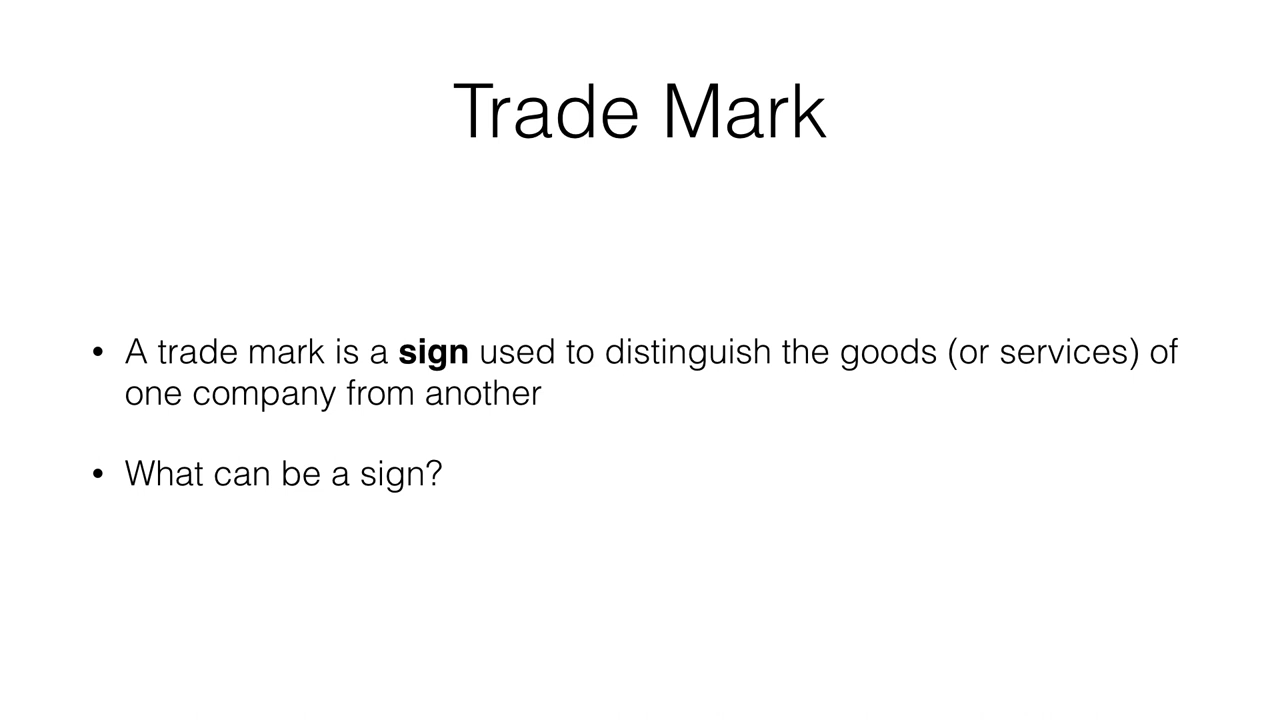 Trade Mark
• A trade mark is a sign used to distinguish the goods (or services) of
one company from another
• What can be a sign?